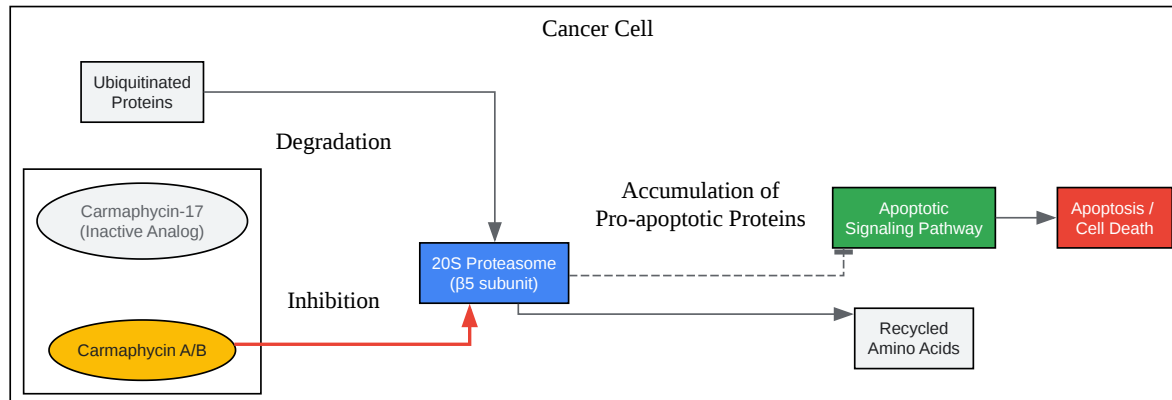 Cancer Cell
Ubiquitinated
Proteins
Degradation
Carmaphycin-17
(Inactive Analog)
Accumulation of
Pro-apoptotic Proteins
Apoptotic
Signaling Pathway
Apoptosis /
Cell Death
20S Proteasome
(β5 subunit)
Inhibition
Carmaphycin A/B
Recycled
Amino Acids